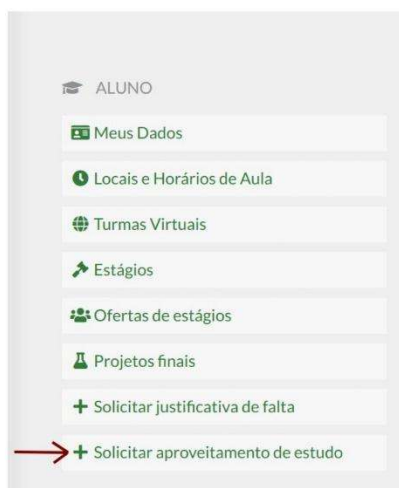 ALUNO
Meus Dados
Locais e Horários de Aula
Turmas Virtuais
Estágios
Ofertas de estágios
Projetos finais
Solicitar justificativa de falta
Solicitar aproveitamento de estudo